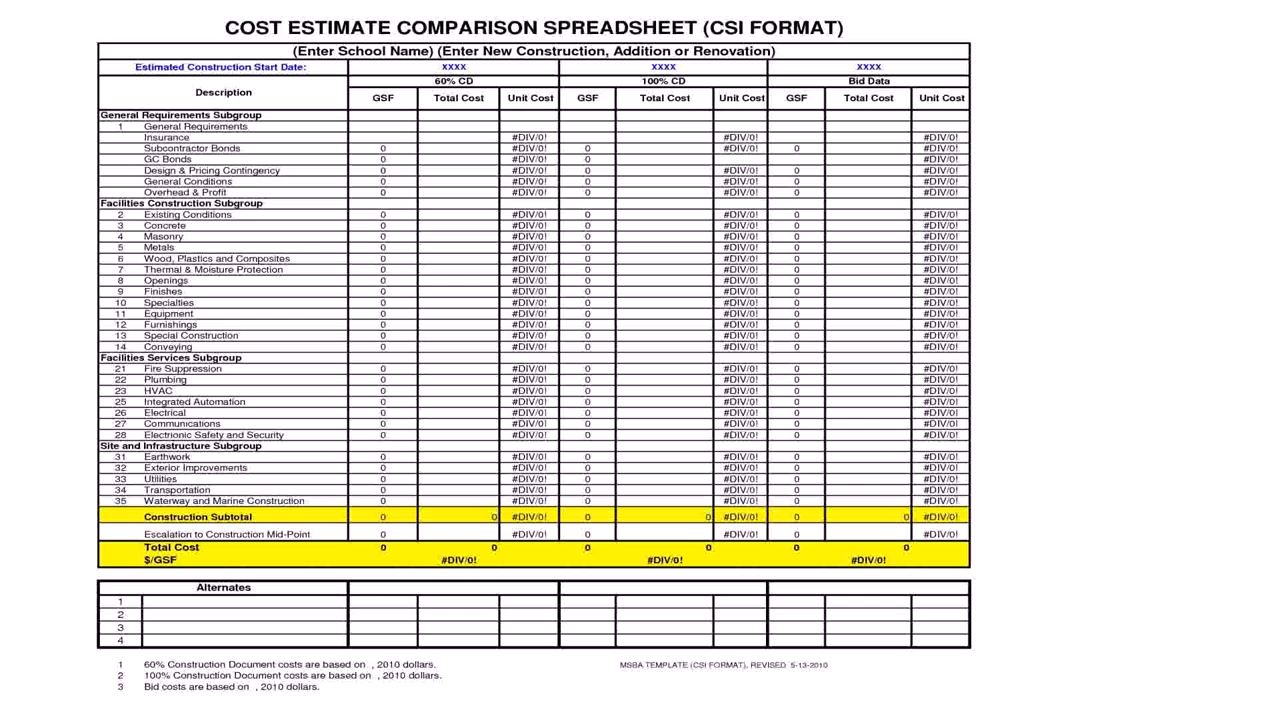 COST ESTIMATE COMPARISON SPREADSHEET (CSI FORMAT)
(Enter School Name) (Enter New Construction, Addition or Renovation)
Estimated Construction Start Date: XXXX XXXX XXXX
60% CD 100% CD Bid Data
Description GSF Total Cost Unit Cost GSF Total Cost Unit Cost GSF Total Cost Unit Cost
General Requirements Subgroup
1 General Requirements
Insurance #DIV/0! #DIV/0! #DIV/0!
Subcontractor Bonds 0 #DIV/0! 0 #DIV/0! 0 #DIV/0!
GC Bonds 0 #DIV/0! 0 #DIV/0!
Design & Pricing Contingency 0 #DIV/0! 0 #DIV/0! 0 #DIV/0!
General Conditions 0 #DIV/0! 0 #DIV/0! 0 #DIV/0!
Overhead & Profit 0 #DIV/0! 0 #DIV/0! 0 #DIV/0!
Facilities Construction Subgroup
2 Existing Conditions 0 #DIV/0! 0 #DIV/0! 0 #DIV/0!
3 Concrete 0 #DIV/0! 0 #DIV/0! 0 #DIV/0!
4 Masonry 0 #DIV/0! 0 #DIV/0! 0 #DIV/0!
5 Metals 0 #DIV/0! 0 #DIV/0! 0 #DIV/0!
6 Wood, Plastics and Composites 0 #DIV/0! 0 #DIV/0! 0 #DIV/0!
7 Thermal & Moisture Protection 0 #DIV/0! 0 #DIV/0! 0 #DIV/0!
8 Openings 0 #DIV/0! 0 #DIV/0! 0 #DIV/0!
9 Finishes 0 #DIV/0! 0 #DIV/0! 0 #DIV/0!
10 Specialties 0 #DIV/0! 0 #DIV/0! 0 #DIV/0!
11 Equipment 0 #DIV/0! 0 #DIV/0! 0 #DIV/0!
12 Furnishings 0 #DIV/0! 0 #DIV/0! 0 #DIV/0!
13 Special Construction 0 #DIV/0! 0 #DIV/0! 0 #DIV/0!
14 Conveying 0 #DIV/0! 0 #DIV/0! 0 #DIV/0!
Facilities Services Subgroup
21 Fire Suppression 0 #DIV/0! 0 #DIV/0! 0 #DIV/0!
22 Plumbing 0 #DIV/0! 0 #DIV/0! 0 #DIV/0!
23 HVAC 0 #DIV/0! 0 #DIV/0! 0 #DIV/0!
25 Integrated Automation 0 #DIV/0! 0 #DIV/0! 0 #DIV/0!
26 Electrical 0 #DIV/0! 0 #DIV/0! 0 #DIV/0!
27 Communications 0 #DIV/0! 0 #DIV/0! 0 #DIV/0!
28 Electrionic Safety and Security 0 #DIV/0! 0 #DIV/0! 0 #DIV/0!
Site and Infrastructure Subgroup
31 Earthwork 0 #DIV/0! 0 #DIV/0! 0 #DIV/0!
32 Exterior Improvements 0 #DIV/0! 0 #DIV/0! 0 #DIV/0!
33 Utilities 0 #DIV/0! 0 #DIV/0! 0 #DIV/0!
34 Transportation 0 #DIV/0! 0 #DIV/0! 0 #DIV/0!
35 Waterway and Marine Construction 0 #DIV/0! 0 #DIV/0! 0 #DIV/0!
Construction Subtotal 0 0 #DIV/0! 0 0 #DIV/0! 0 0 #DIV/0!
Escalation to Construction Mid-Point 0 #DIV/0! 0 #DIV/0! 0 #DIV/0!
Total Cost 0 0 0 0 0 0
$/GSF #DIV/0! #DIV/0! #DIV/0!
Alternates
1
2
3
4
1 60% Construction Document costs are based on , 2010 dollars. MSBA TEMPLATE (CSI FORMAT), REVISED 5-13-2010
2 100% Construction Document costs are based on , 2010 dollars.
3 Bid costs are based on , 2010 dollars.